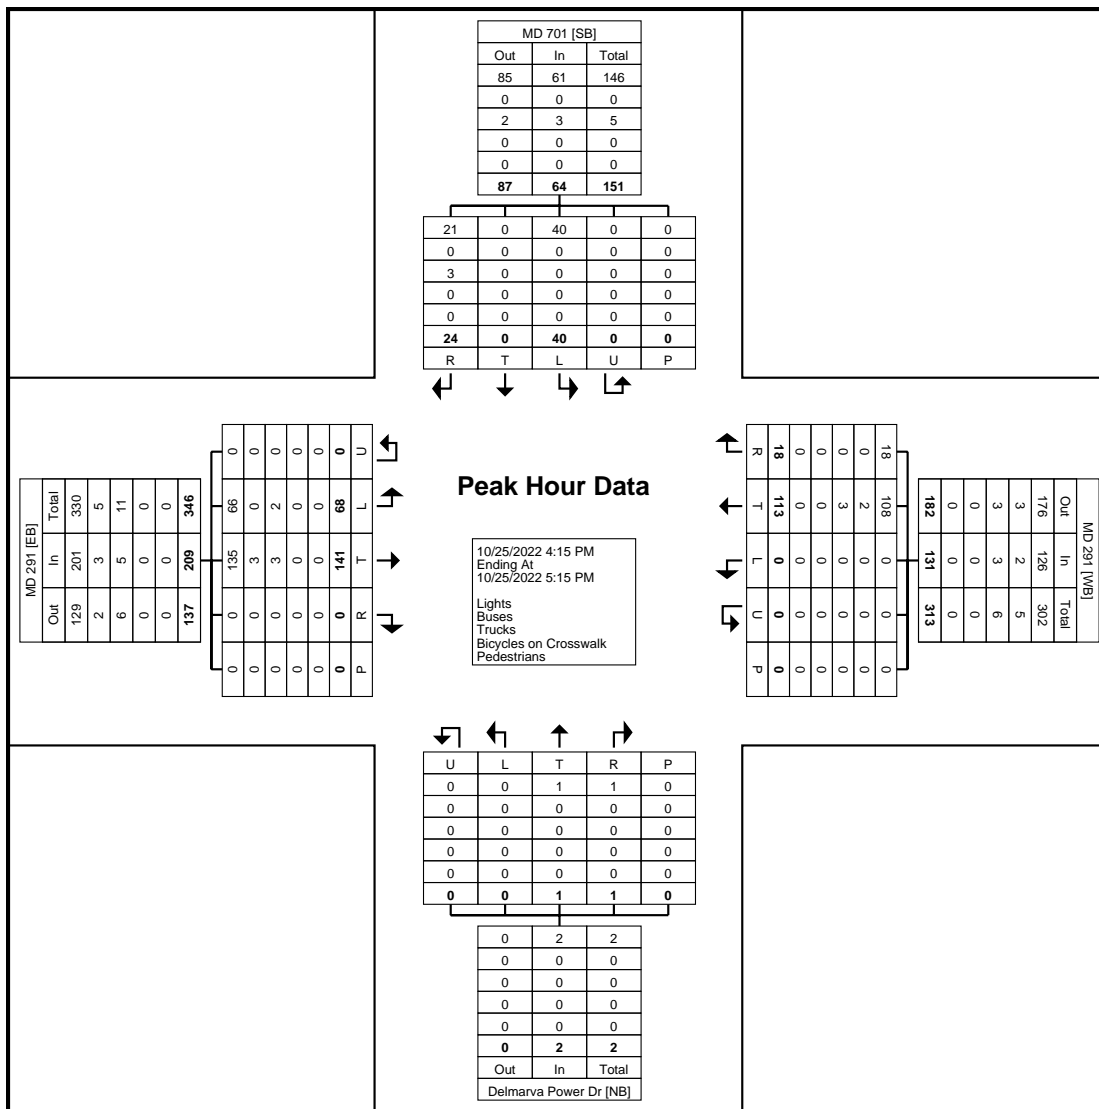 MD 701 [SB]
Out In Total
85 61 146
0 0 0
2 3 5
0 0 0
0 0 0
87 64 151
21 0 40 0 0
0 0 0 0 0
3 0 0 0 0
0 0 0 0 0
0 0 0 0 0
24 0 40 0 0
R T L U P
MD 291 [EB]
Total 330 5 11 0 0 346
In 201 3 5 0 0 209
Out 129 2 6 0 0 137
0 0 0 0 0 0 U
66 0 2 0 0 68 L
135 3 3 0 0 141 T
0 0 0 0 0 0 R
0 0 0 0 0 0 P
Peak Hour Data
10/25/2022 4:15 PM
Ending At
10/25/2022 5:15 PM
Lights
Buses
Trucks
Bicycles on Crosswalk
Pedestrians
R 18 0 0 0 0 18
T 113 0 0 3 2 108
L 0 0 0 0 0 0
U 0 0 0 0 0 0
P 0 0 0 0 0 0
182 0 0 3 3 176 Out
131 0 0 3 2 126 In
313 0 0 6 5 302 Total
MD 291 [WB]
U L T R P
0 0 1 1 0
0 0 0 0 0
0 0 0 0 0
0 0 0 0 0
0 0 0 0 0
0 0 1 1 0
0 2 2
0 0 0
0 0 0
0 0 0
0 0 0
0 2 2
Out In Total
Delmarva Power Dr [NB]